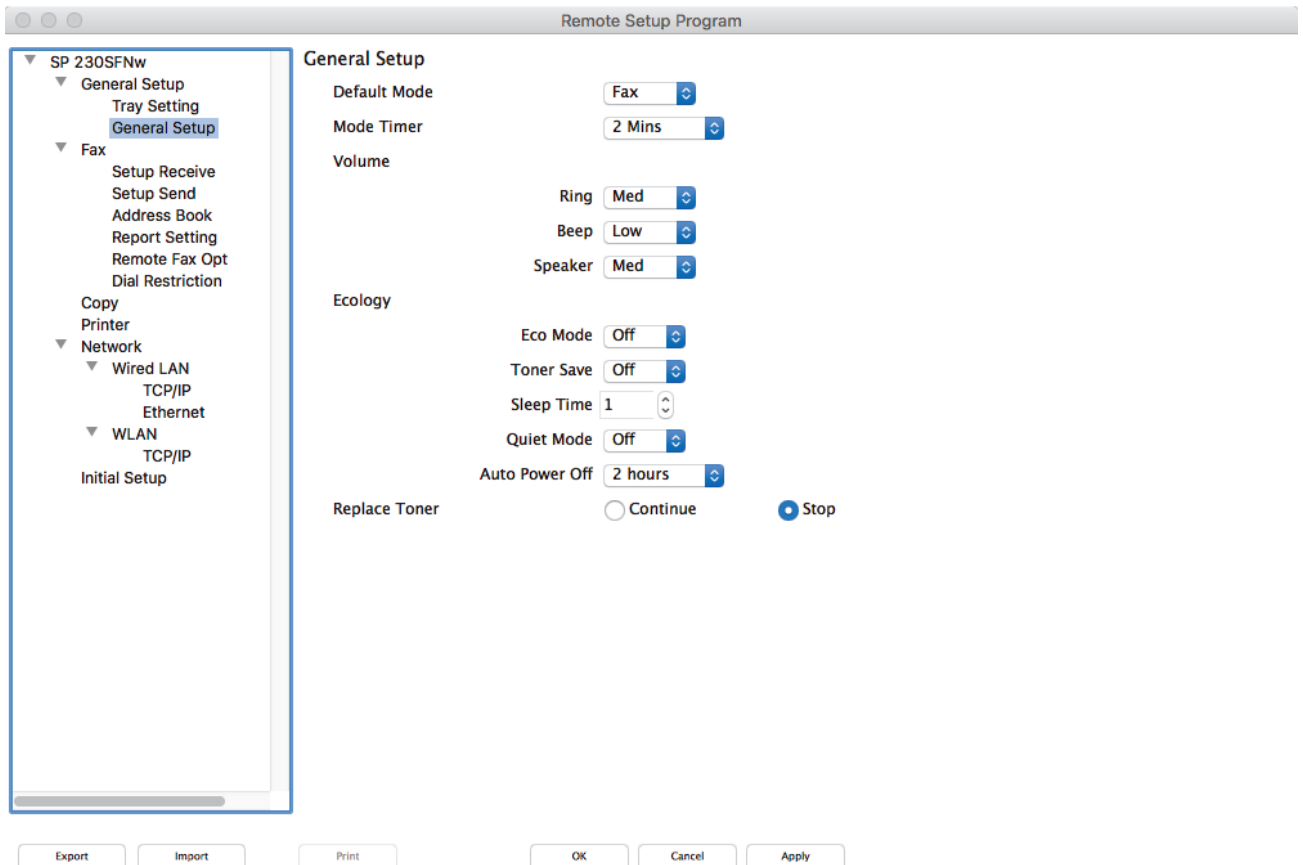 Remote Setup Program
SP 230SFNw
General Setup
Tray Setting
General Setup
Fax
Setup Receive
Setup Send
Address Book
Report Setting
Remote Fax Opt
Dial Restriction
Copy
Printer
Network
Wired LAN
TCP/IP
Ethernet
WLAN
TCP/IP
Initial Setup
General Setup
Default Mode Fax
Mode Timer 2 Mins
Volume
Ring Med
Beep Low
Speaker Med
Ecology
Eco Mode Off
Toner Save Off
Sleep Time 1
Quiet Mode Off
Auto Power Off 2 hours
Replace Toner Continue Stop
Export Import Print OK Cancel Apply